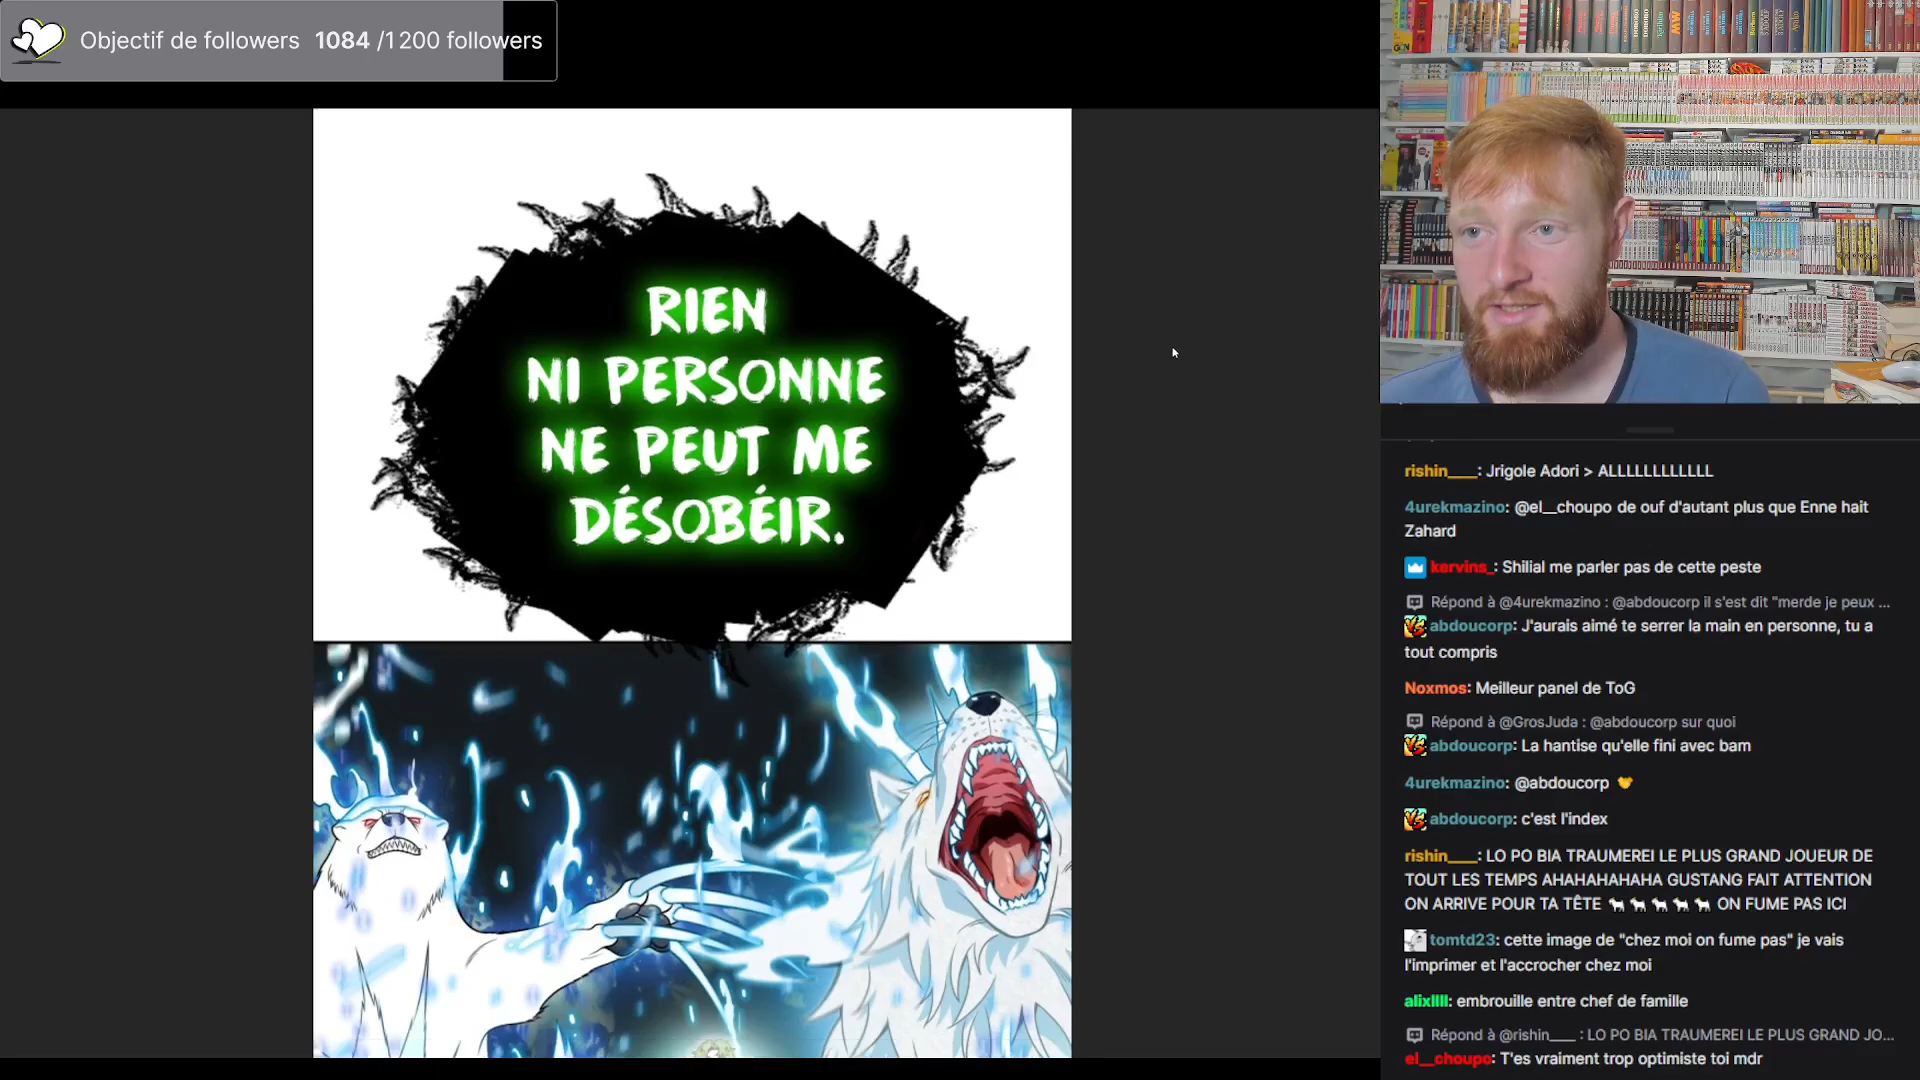 Objectif de followers 1084 /1 200 followers
RIEN
NI PERSONNE
NE PEUT ME
DÉSOBÉIR.
rishin____: Jrigole Adori > ALLLLLLLLLLLL
4urekmazino: @el__choupo de ouf d'autant plus que Enne hait
Zahard
kervins_: Shilial me parler pas de cette peste
Répond à @4urekmazino : @abdoucorp il s'est dit "merde je peux ...
abdoucorp: J'aurais aimé te serrer la main en personne, tu a
tout compris
Noxmos: Meilleur panel de ToG
Répond à @GrosJuda : @abdoucorp sur quoi
abdoucorp: La hantise qu'elle fini avec bam
4urekmazino: @abdoucorp
abdoucorp: c'est l'index
rishin____: LO PO BIA TRAUMEREI LE PLUS GRAND JOUEUR DE
TOUT LES TEMPS AHAHAHAHAHA GUSTANG FAIT ATTENTION
ON ARRIVE POUR TA TÊTE 🐐🐐🐐🐐🐐 ON FUME PAS ICI
tomtd23: cette image de "chez moi on fume pas" je vais
l'imprimer et l'accrocher chez moi
alixllll: embrouille entre chef de famille
Répond à @rishin____ : LO PO BIA TRAUMEREI LE PLUS GRAND JO...
el__choupo: T'es vraiment trop optimiste toi mdr